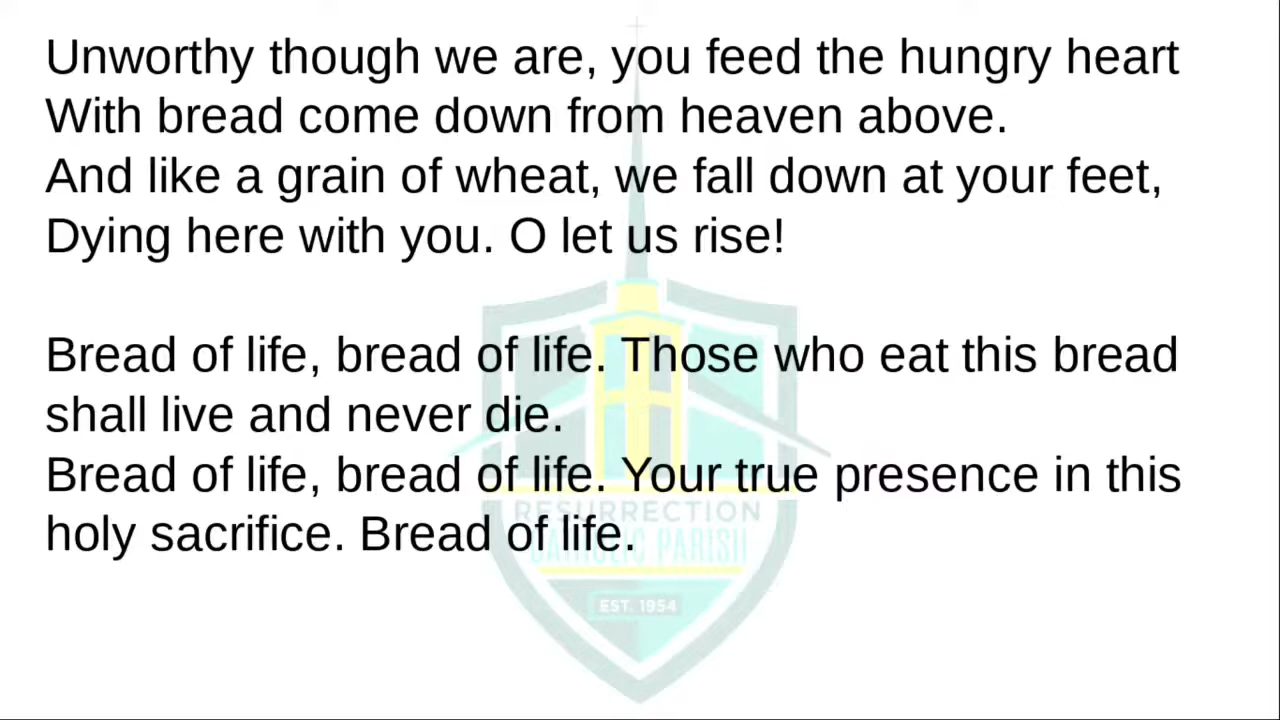 Unworthy though we are, you feed the hungry heart
With bread come down from heaven above.
And like a grain of wheat, we fall down at your feet,
Dying here with you. O let us rise!
Bread of life, bread of life. Those who eat this bread
shall live and never die.
Bread of life, bread of life. Your true presence in this
holy sacrifice. Bread of life.
RESURRECTION
CATHOLIC PARISH
EST. 1954